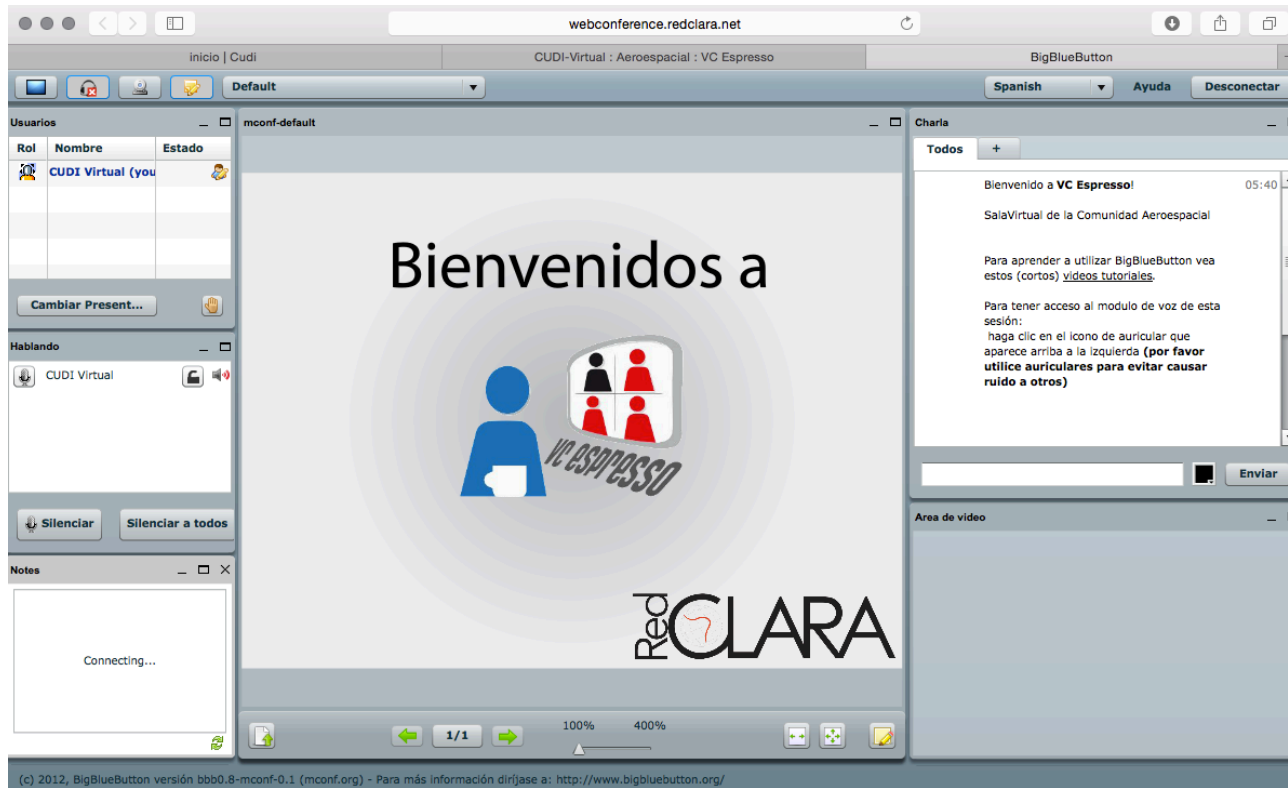 webconference.redclara.net
inicio | Cudi
CUDI-Virtual : Aeroespacial : VC Espresso
BigBlueButton
Default
Spanish
Ayuda
Desconectar
Usuarios
Rol Nombre Estado
CUDI Virtual (you
Cambiar Present...
Hablando
CUDI Virtual
Silenciar
Silenciar a todos
Notes
Connecting...
mconf-default
Bienvenidos a
VC ESPRESSO
Red CLARA
1/1
100% 400%
Charla
Todos +
Bienvenido a VC Espresso! 05:40
SalaVirtual de la Comunidad Aeroespacial
Para aprender a utilizar BigBlueButton vea
estos (cortos) videos tutoriales.
Para tener acceso al modulo de voz de esta
sesión:
haga clic en el icono de auricular que
aparece arriba a la izquierda (por favor
utilice auriculares para evitar causar
ruido a otros)
Enviar
Area de video
(c) 2012, BigBlueButton versión bbb0.8-mconf-0.1 (mconf.org) - Para más información diríjase a: http://www.bigbluebutton.org/